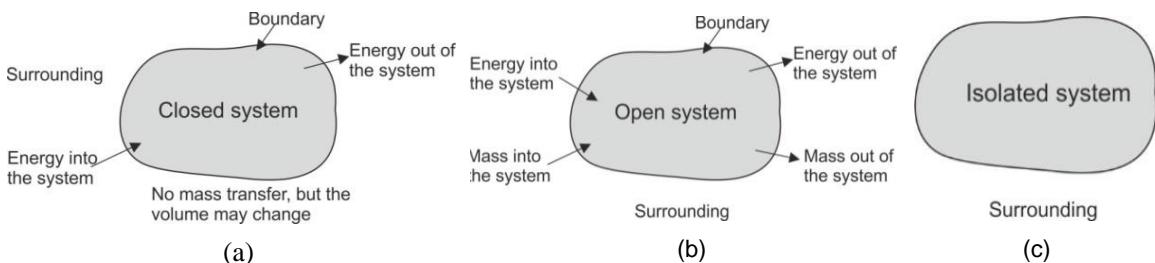 Boundary
Energy out of
the system
Surrounding
Closed system
Energy into
the system
No mass transfer, but the
volume may change
(a)
Boundary
Energy into
the system
Energy out of
the system
Open system
Mass into
the system
Mass out of
the system
Surrounding
(b)
Isolated system
Surrounding
(c)